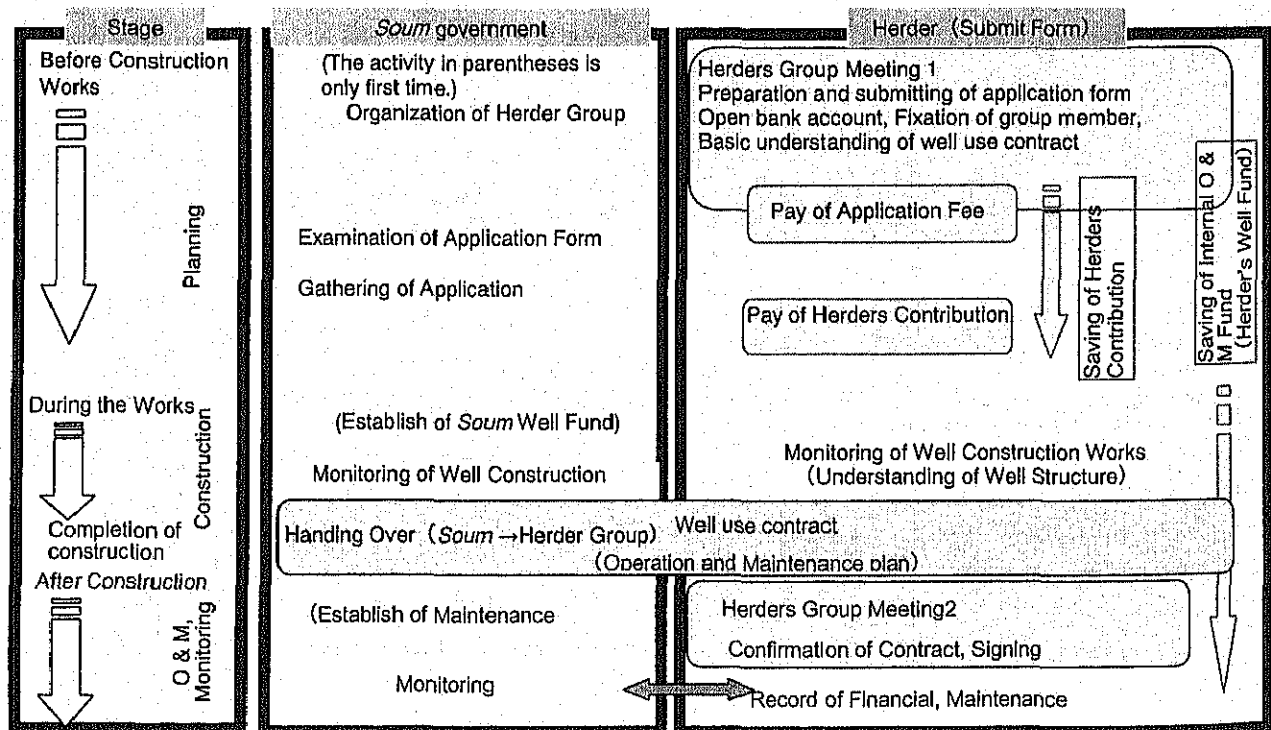 Stage
Before Construction
Works
Planning
During the Works
Construction
Completion of
construction
After Construction
O & M,
Monitoring
Soum government
(The activity in parentheses is
only first time.)
Organization of Herder Group
Examination of Application Form
Gathering of Application
(Establish of Soum Well Fund)
Monitoring of Well Construction
Herder (Submit Form)
Herders Group Meeting 1
Preparation and submitting of application form
Open bank account, Fixation of group member,
Basic understanding of well use contract
Pay of Application Fee
Pay of Herders Contribution
Saving of Herders
Contribution
Saving of Internal O &
M Fund
(Herder's Well Fund)
Monitoring of Well Construction Works
(Understanding of Well Structure)
Handing Over (Soum →Herder Group) Well use contract
(Operation and Maintenance plan)
(Establish of Maintenance
Monitoring
Herders Group Meeting2
Confirmation of Contract, Signing
Record of Financial, Maintenance